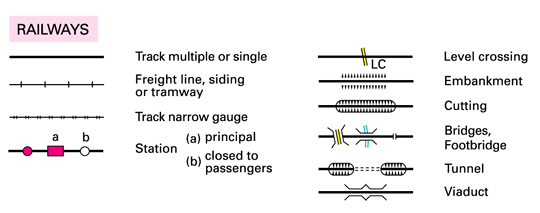 RAILWAYS
Track multiple or single
Freight line, siding
or tramway
Track narrow gauge
a
b
Station
(a) principal
(b) closed to
passengers
LC
Level crossing
Embankment
Cutting
Bridges,
Footbridge
Tunnel
Viaduct